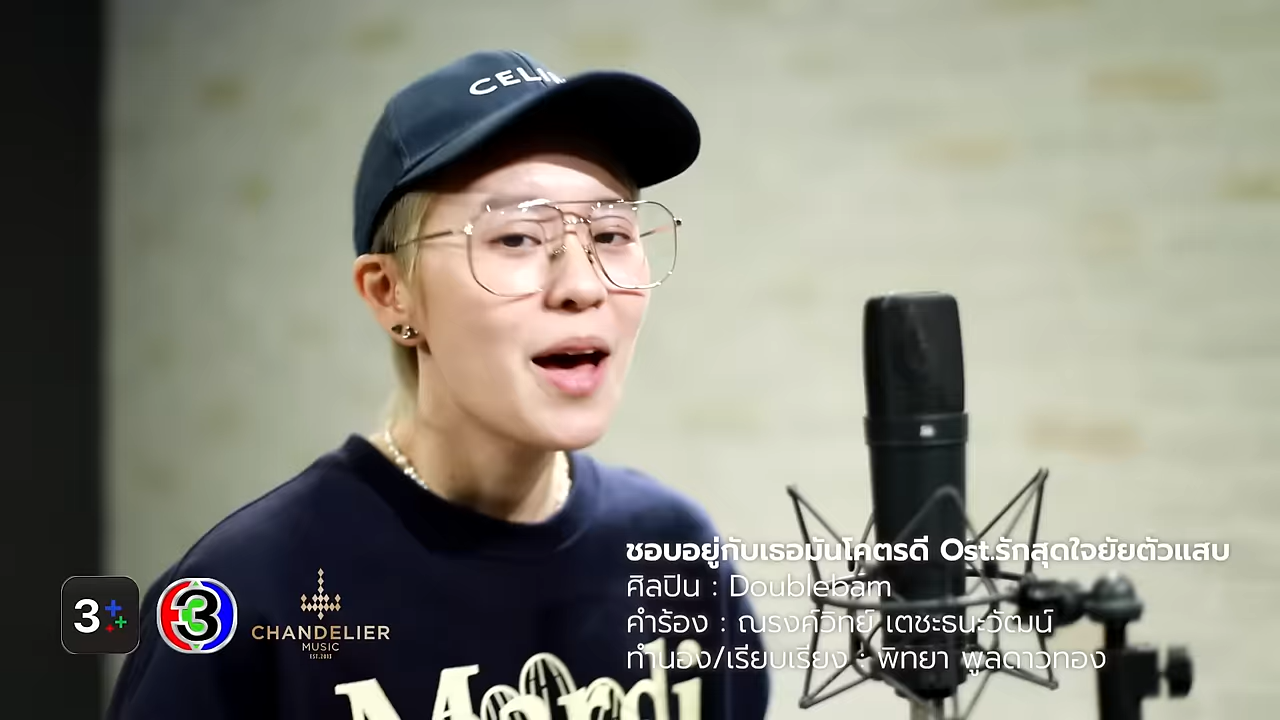 ชอบอยู่กับเธอมันโคตรดี Ost.รักสุดใจยัยตัวแสบ
ศิลปิน : Doublebam
คำร้อง : ณรงค์วิทย์ เตชะธนะวัฒน์
ทำนอง/เรียบเรียง : พิทยา พูลดาวทอง
3
3
CHANDELIER
MUSIC
EST.2013
Mardi